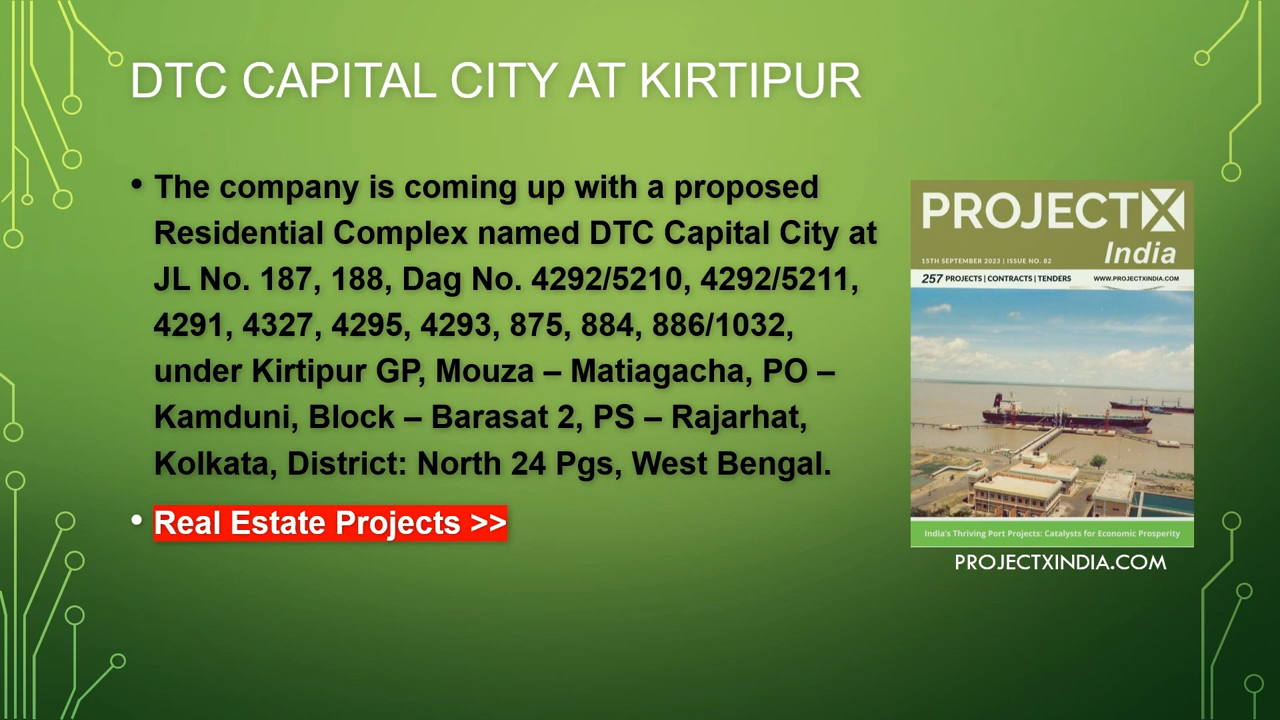 DTC CAPITAL CITY AT KIRTIPUR
• The company is coming up with a proposed
Residential Complex named DTC Capital City at
JL No. 187, 188, Dag No. 4292/5210, 4292/5211,
4291, 4327, 4295, 4293, 875, 884, 886/1032,
under Kirtipur GP, Mouza – Matiagacha, PO –
Kamduni, Block – Barasat 2, PS – Rajarhat,
Kolkata, District: North 24 Pgs, West Bengal.
• Real Estate Projects >>
PROJECTX
India
15TH SEPTEMBER 2023 | ISSUE NO. 82
257 PROJECTS | CONTRACTS | TENDERS WWW.PROJECTXINDIA.COM
India's Thriving Port Projects: Catalysts for Economic Prosperity
PROJECTXINDIA.COM